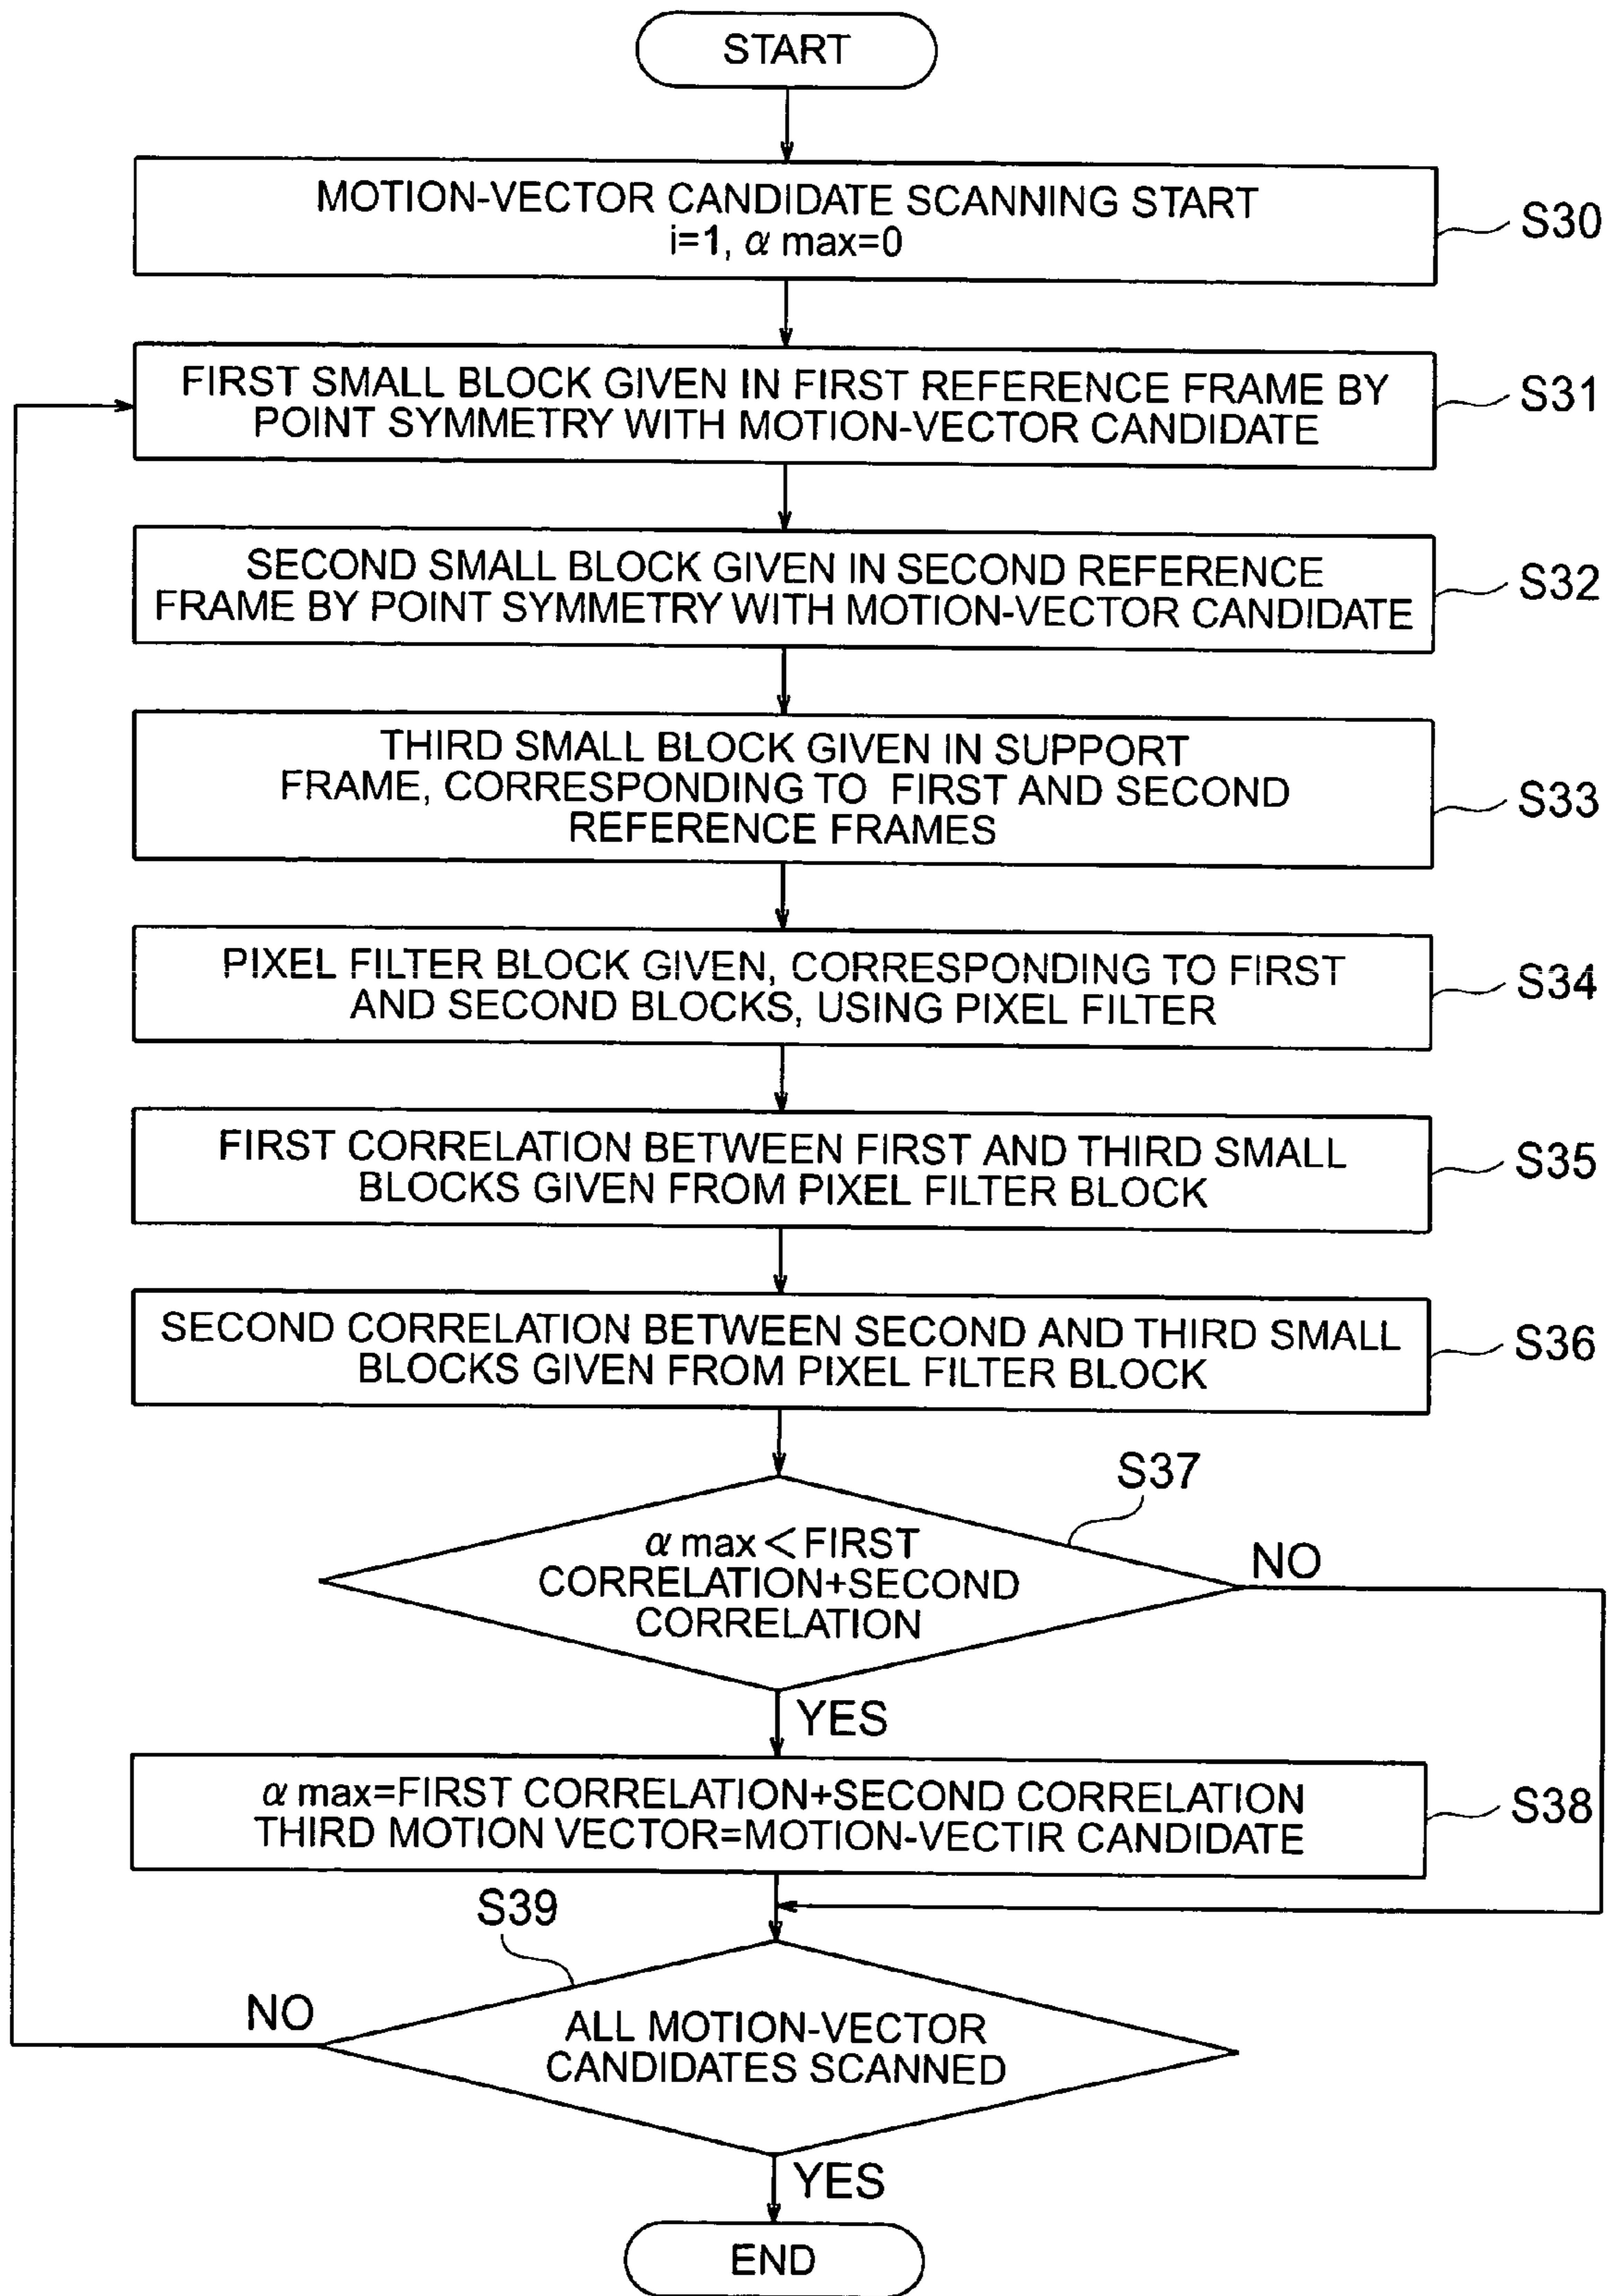 START
MOTION-VECTOR CANDIDATE SCANNING START
i=1, α max=0
S30
FIRST SMALL BLOCK GIVEN IN FIRST REFERENCE FRAME BY
POINT SYMMETRY WITH MOTION-VECTOR CANDIDATE
S31
SECOND SMALL BLOCK GIVEN IN SECOND REFERENCE
FRAME BY POINT SYMMETRY WITH MOTION-VECTOR CANDIDATE
S32
THIRD SMALL BLOCK GIVEN IN SUPPORT
FRAME, CORRESPONDING TO FIRST AND SECOND
REFERENCE FRAMES
S33
PIXEL FILTER BLOCK GIVEN, CORRESPONDING TO FIRST
AND SECOND BLOCKS, USING PIXEL FILTER
S34
FIRST CORRELATION BETWEEN FIRST AND THIRD SMALL
BLOCKS GIVEN FROM PIXEL FILTER BLOCK
S35
SECOND CORRELATION BETWEEN SECOND AND THIRD SMALL
BLOCKS GIVEN FROM PIXEL FILTER BLOCK
S36
S37
α max<FIRST
CORRELATION+SECOND
CORRELATION
NO
YES
α max=FIRST CORRELATION+SECOND CORRELATION
THIRD MOTION VECTOR=MOTION-VECTIR CANDIDATE
S38
S39
NO
ALL MOTION-VECTOR
CANDIDATES SCANNED
YES
END